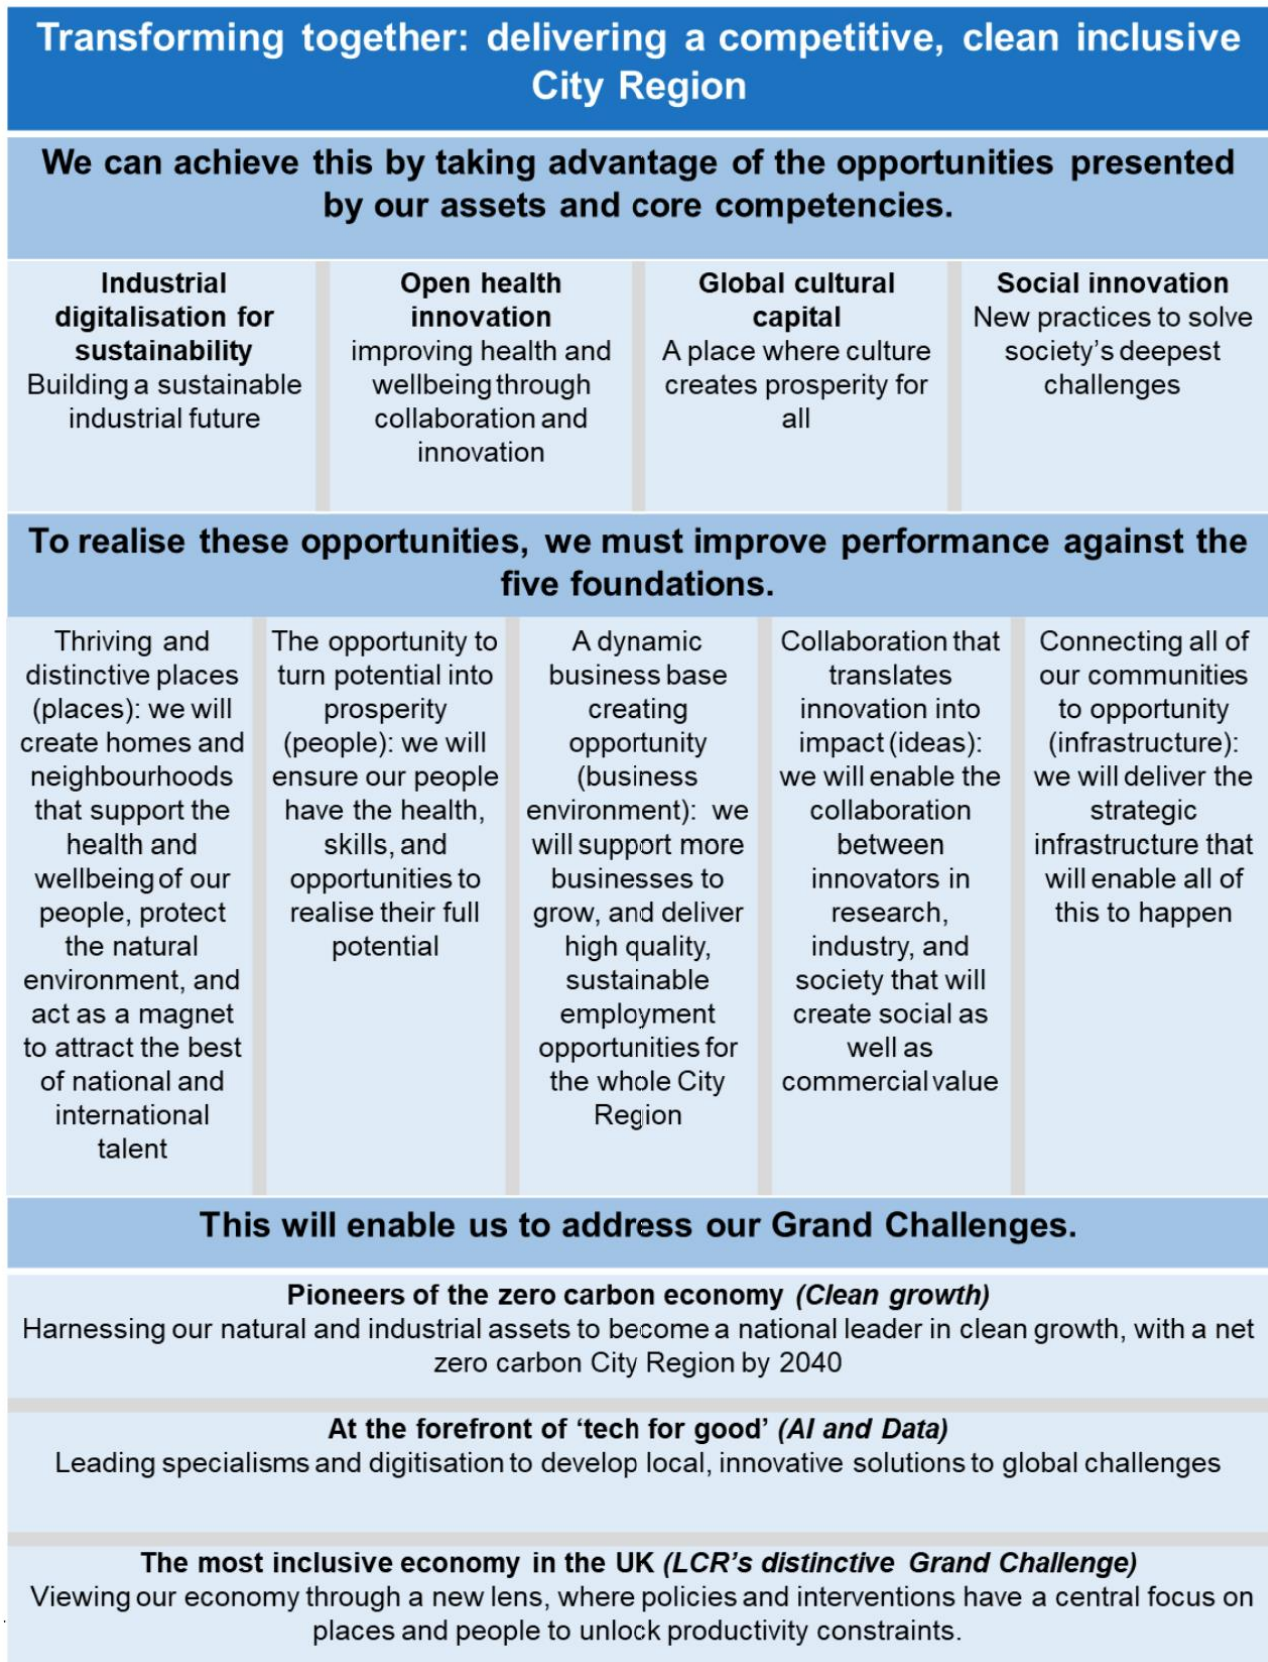 Transforming together: delivering a competitive, clean inclusive
City Region
We can achieve this by taking advantage of the opportunities presented
by our assets and core competencies.
Industrial
digitalisation for
sustainability
Building a sustainable
industrial future
Open health
innovation
improving health and
wellbeing through
collaboration and
innovation
Global cultural
capital
A place where culture
creates prosperity for
all
Social innovation
New practices to solve
society's deepest
challenges
To realise these opportunities, we must improve performance against the
five foundations.
Thriving and
distinctive places
(places): we will
create homes and
neighbourhoods
that support the
health and
wellbeing of our
people, protect
the natural
environment, and
act as a magnet
to attract the best
of national and
international
talent
The opportunity to
turn potential into
prosperity
(people): we will
ensure our people
have the health,
skills, and
opportunities to
realise their full
potential
A dynamic
business base
creating
opportunity
(business
environment): we
will support more
businesses to
grow, and deliver
high quality,
sustainable
employment
opportunities for
the whole City
Region
Collaboration that
translates
innovation into
impact (ideas):
we will enable the
collaboration
between
innovators in
research,
industry, and
society that will
create social as
well as
commercial value
Connecting all of
our communities
to opportunity
(infrastructure):
we will deliver the
strategic
infrastructure that
will enable all of
this to happen
This will enable us to address our Grand Challenges.
Pioneers of the zero carbon economy (Clean growth)
Harnessing our natural and industrial assets to become a national leader in clean growth, with a net
zero carbon City Region by 2040
At the forefront of 'tech for good' (AI and Data)
Leading specialisms and digitisation to develop local, innovative solutions to global challenges
The most inclusive economy in the UK (LCR's distinctive Grand Challenge)
Viewing our economy through a new lens, where policies and interventions have a central focus on
places and people to unlock productivity constraints.